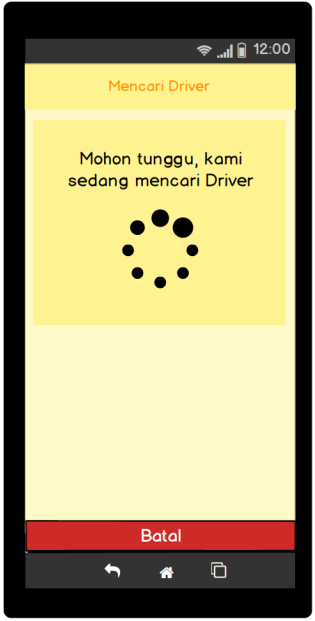 12:00
Mencari Driver
Mohon tunggu, kami
sedang mencari Driver
Batal